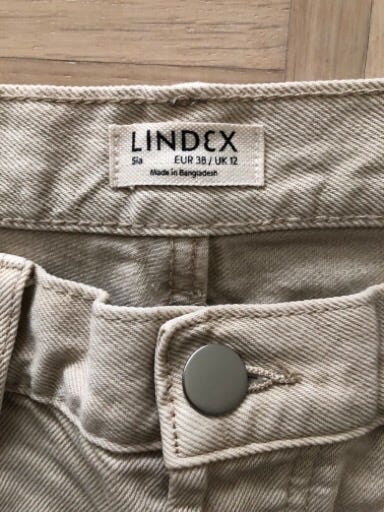 LINDEX
Sia EUR 38 / UK 12
Made in Bangladesh